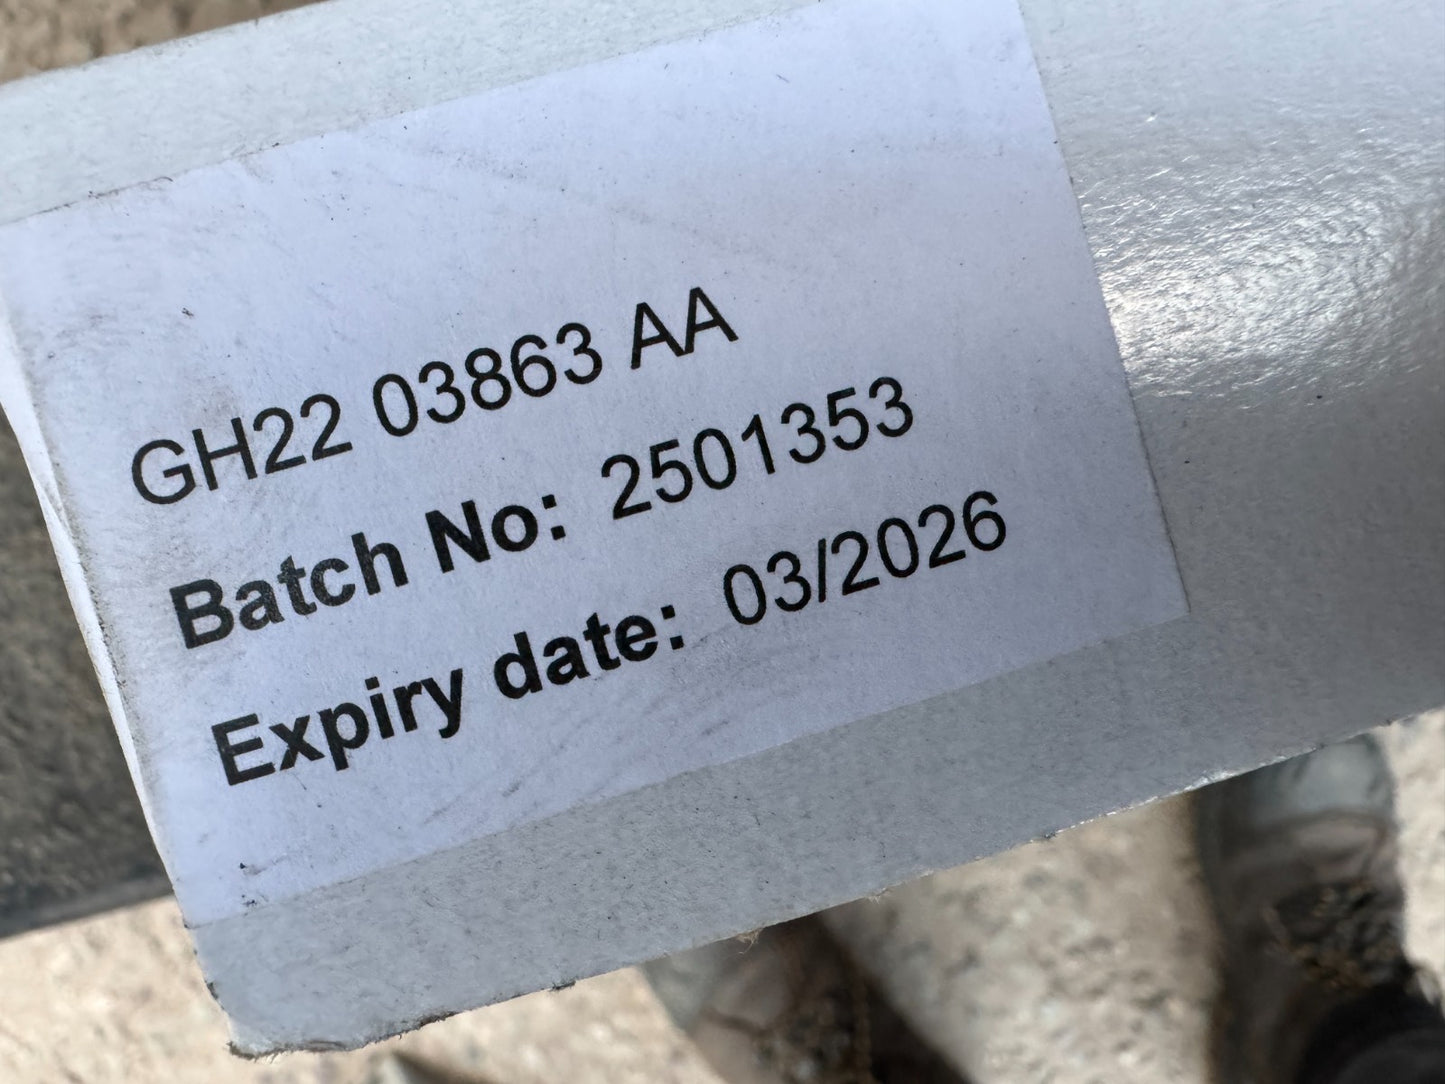 GH22 03863 AA
Batch No: 2501353
Expiry date: 03/2026